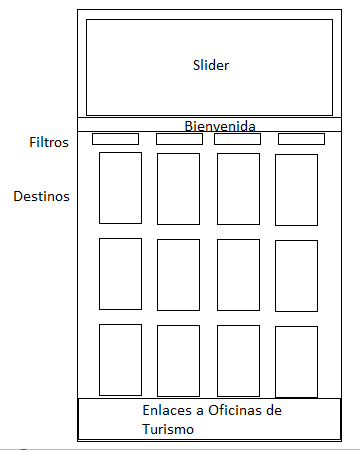 Slider
Bienvenida
Filtros
Destinos
Enlaces a Oficinas de
Turismo